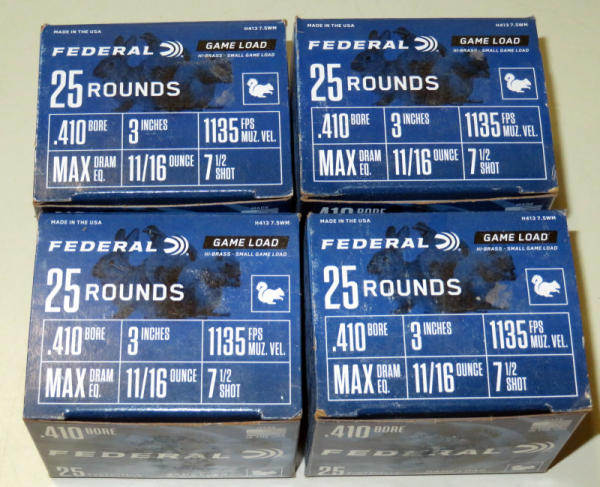 MADE IN THE USA
H413 7.5WM
FEDERAL
GAME LOAD
HI-BRASS • SMALL GAME LOAD
25 ROUNDS
.410 BORE
3 INCHES
1135 FPS MUZ. VEL.
MAX DRAM EQ.
11/16 OUNCE
7 1/2 SHOT
MADE IN THE USA
H413 7.5WM
FEDERAL
GAME LOAD
HI-BRASS • SMALL GAME LOAD
25 ROUNDS
.410 BORE
3 INCHES
1135 FPS MUZ. VEL.
MAX DRAM EQ.
11/16 OUNCE
7 1/2 SHOT
.410 BORE
MADE IN THE USA
H413 7.5WM
FEDERAL
GAME LOAD
HI-BRASS • SMALL GAME LOAD
25 ROUNDS
.410 BORE
3 INCHES
1135 FPS MUZ. VEL.
MAX DRAM EQ.
11/16 OUNCE
7 1/2 SHOT
.410 BORE
FEDERAL
25
MADE IN THE USA
H413 7.5WM
FEDERAL
GAME LOAD
HI-BRASS • SMALL GAME LOAD
25 ROUNDS
.410 BORE
3 INCHES
1135 FPS MUZ. VEL.
MAX DRAM EQ.
11/16 OUNCE
7 1/2 SHOT
.410 BORE
FEDERAL
25